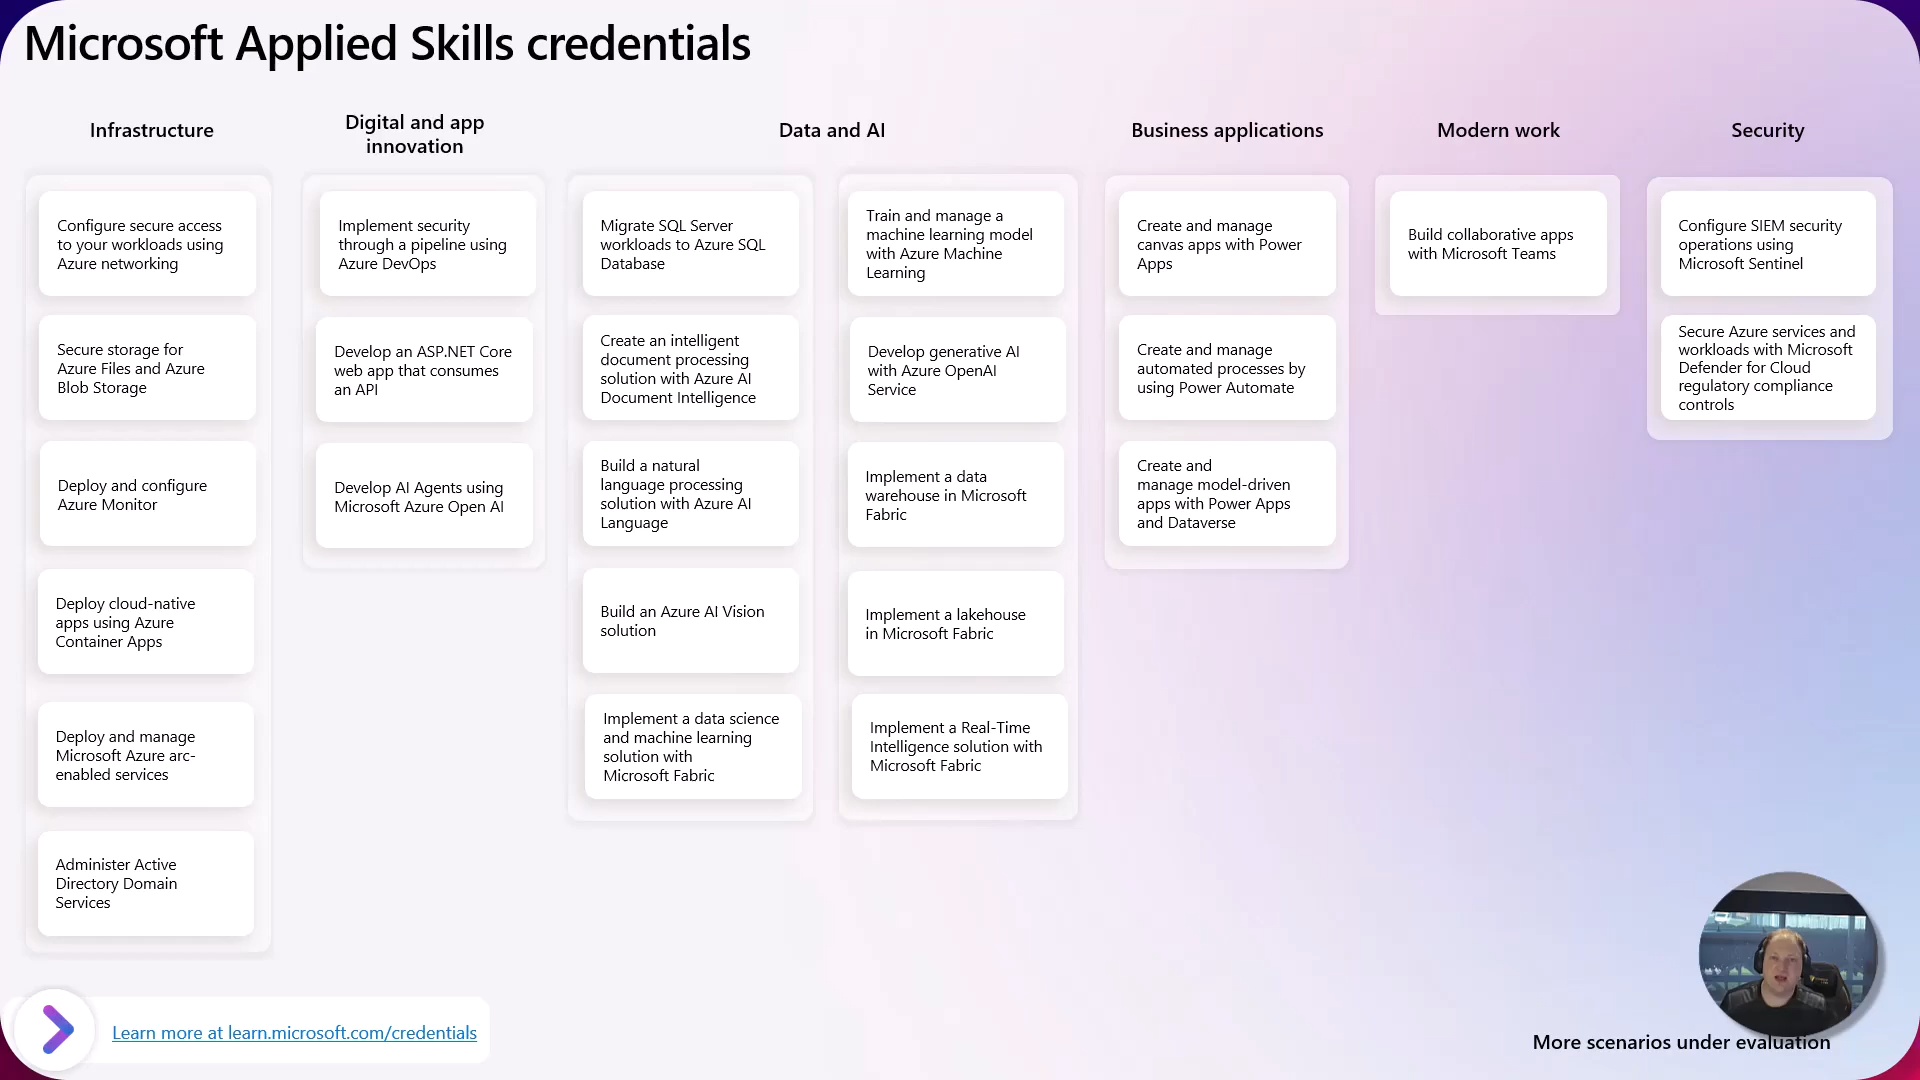 Microsoft Applied Skills credentials
Infrastructure
Configure secure access
to your workloads using
Azure networking
Secure storage for
Azure Files and Azure
Blob Storage
Deploy and configure
Azure Monitor
Deploy cloud-native
apps using Azure
Container Apps
Deploy and manage
Microsoft Azure arc-
enabled services
Administer Active
Directory Domain
Services
Digital and app
innovation
Implement security
through a pipeline using
Azure DevOps
Develop an ASP.NET Core
web app that consumes
an API
Develop AI Agents using
Microsoft Azure Open AI
Data and AI
Migrate SQL Server
workloads to Azure SQL
Database
Create an intelligent
document processing
solution with Azure AI
Document Intelligence
Build a natural
language processing
solution with Azure AI
Language
Build an Azure AI Vision
solution
Implement a data science
and machine learning
solution with
Microsoft Fabric
Train and manage a
machine learning model
with Azure Machine
Learning
Develop generative AI
with Azure OpenAI
Service
Implement a data
warehouse in Microsoft
Fabric
Implement a lakehouse
in Microsoft Fabric
Implement a Real-Time
Intelligence solution with
Microsoft Fabric
Business applications
Create and manage
canvas apps with Power
Apps
Create and manage
automated processes by
using Power Automate
Create and
manage model-driven
apps with Power Apps
and Dataverse
Modern work
Build collaborative apps
with Microsoft Teams
Security
Configure SIEM security
operations using
Microsoft Sentinel
Secure Azure services and
workloads with Microsoft
Defender for Cloud
regulatory compliance
controls
Learn more at learn.microsoft.com/credentials
More scenarios under evaluation